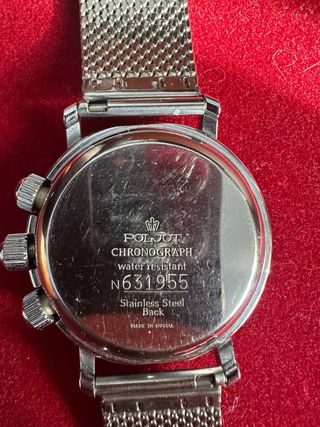 POLJOT
CHRONOGRAPH
water resistant
N631955
Stainless Steel
Back
MADE IN RUSSIA